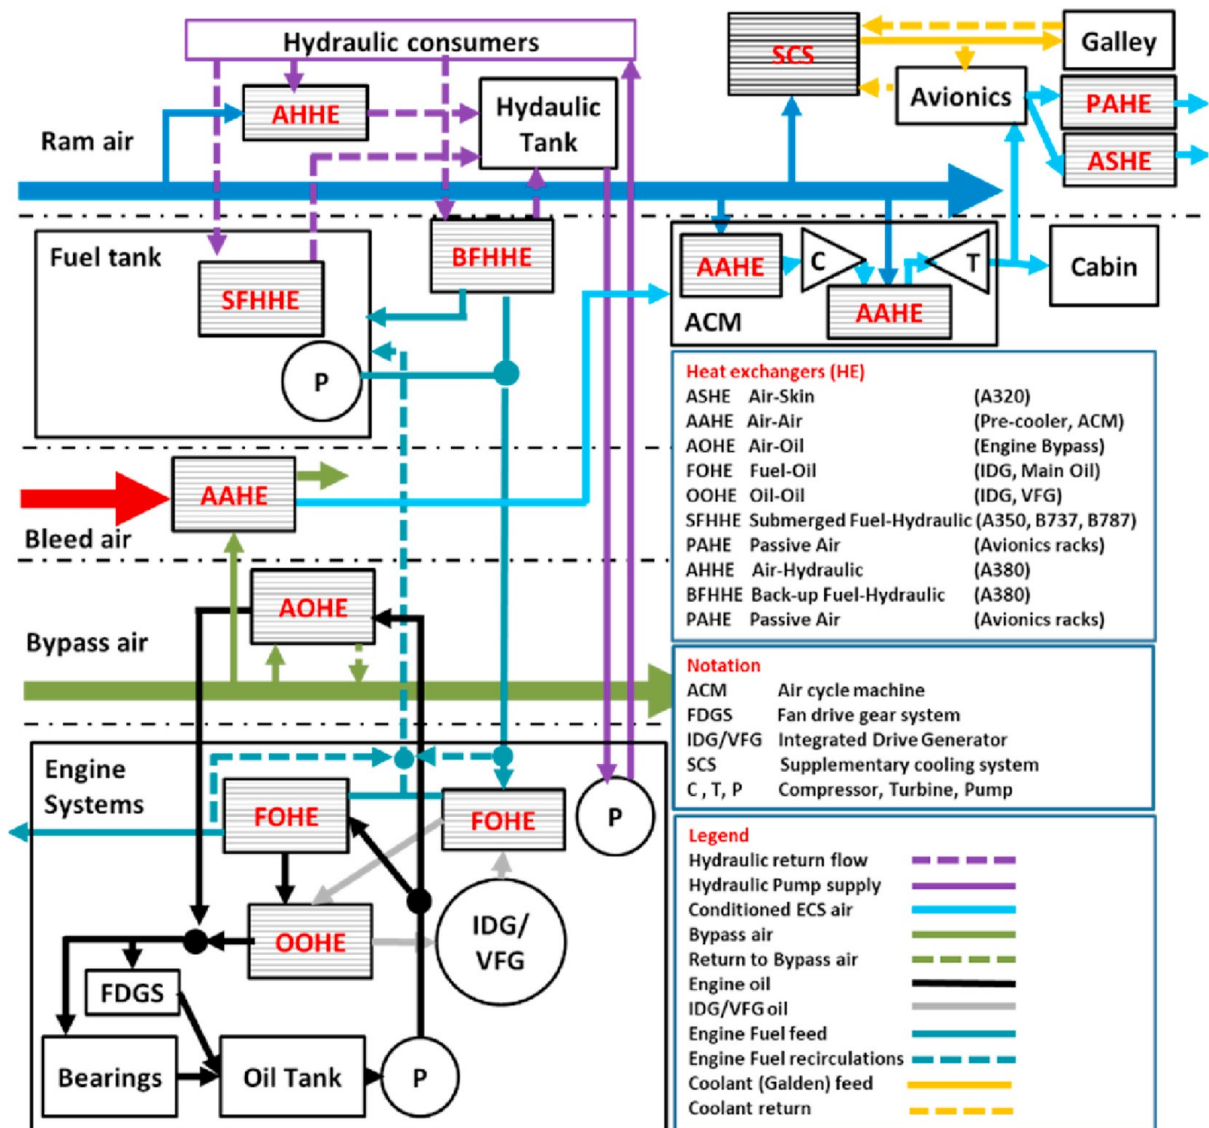 Hydraulic consumers
SCS
Galley
AHHE
Hydaulic
Tank
Avionics
PAHE
Ram air
ASHE
Fuel tank
BFHHE
AAHE
C
T
Cabin
SFHHE
AAHE
ACM
P
AAHE
Bleed air
AOHE
Bypass air
Engine
Systems
FOHE
FOHE
P
OOHE
IDG/
VFG
FDGS
Bearings
Oil Tank
P
Heat exchangers (HE)
ASHE Air-Skin (A320)
AAHE Air-Air (Pre-cooler, ACM)
AOHE Air-Oil (Engine Bypass)
FOHE Fuel-Oil (IDG, Main Oil)
OOHE Oil-Oil (IDG, VFG)
SFHHE Submerged Fuel-Hydraulic (A350, B737, B787)
PAHE Passive Air (Avionics racks)
AHHE Air-Hydraulic (A380)
BFHHE Back-up Fuel-Hydraulic (A380)
PAHE Passive Air (Avionics racks)
Notation
ACM Air cycle machine
FDGS Fan drive gear system
IDG/VFG Integrated Drive Generator
SCS Supplementary cooling system
C , T, P Compressor, Turbine, Pump
Legend
Hydraulic return flow
Hydraulic Pump supply
Conditioned ECS air
Bypass air
Return to Bypass air
Engine oil
IDG/VFG oil
Engine Fuel feed
Engine Fuel recirculations
Coolant (Galden) feed
Coolant return